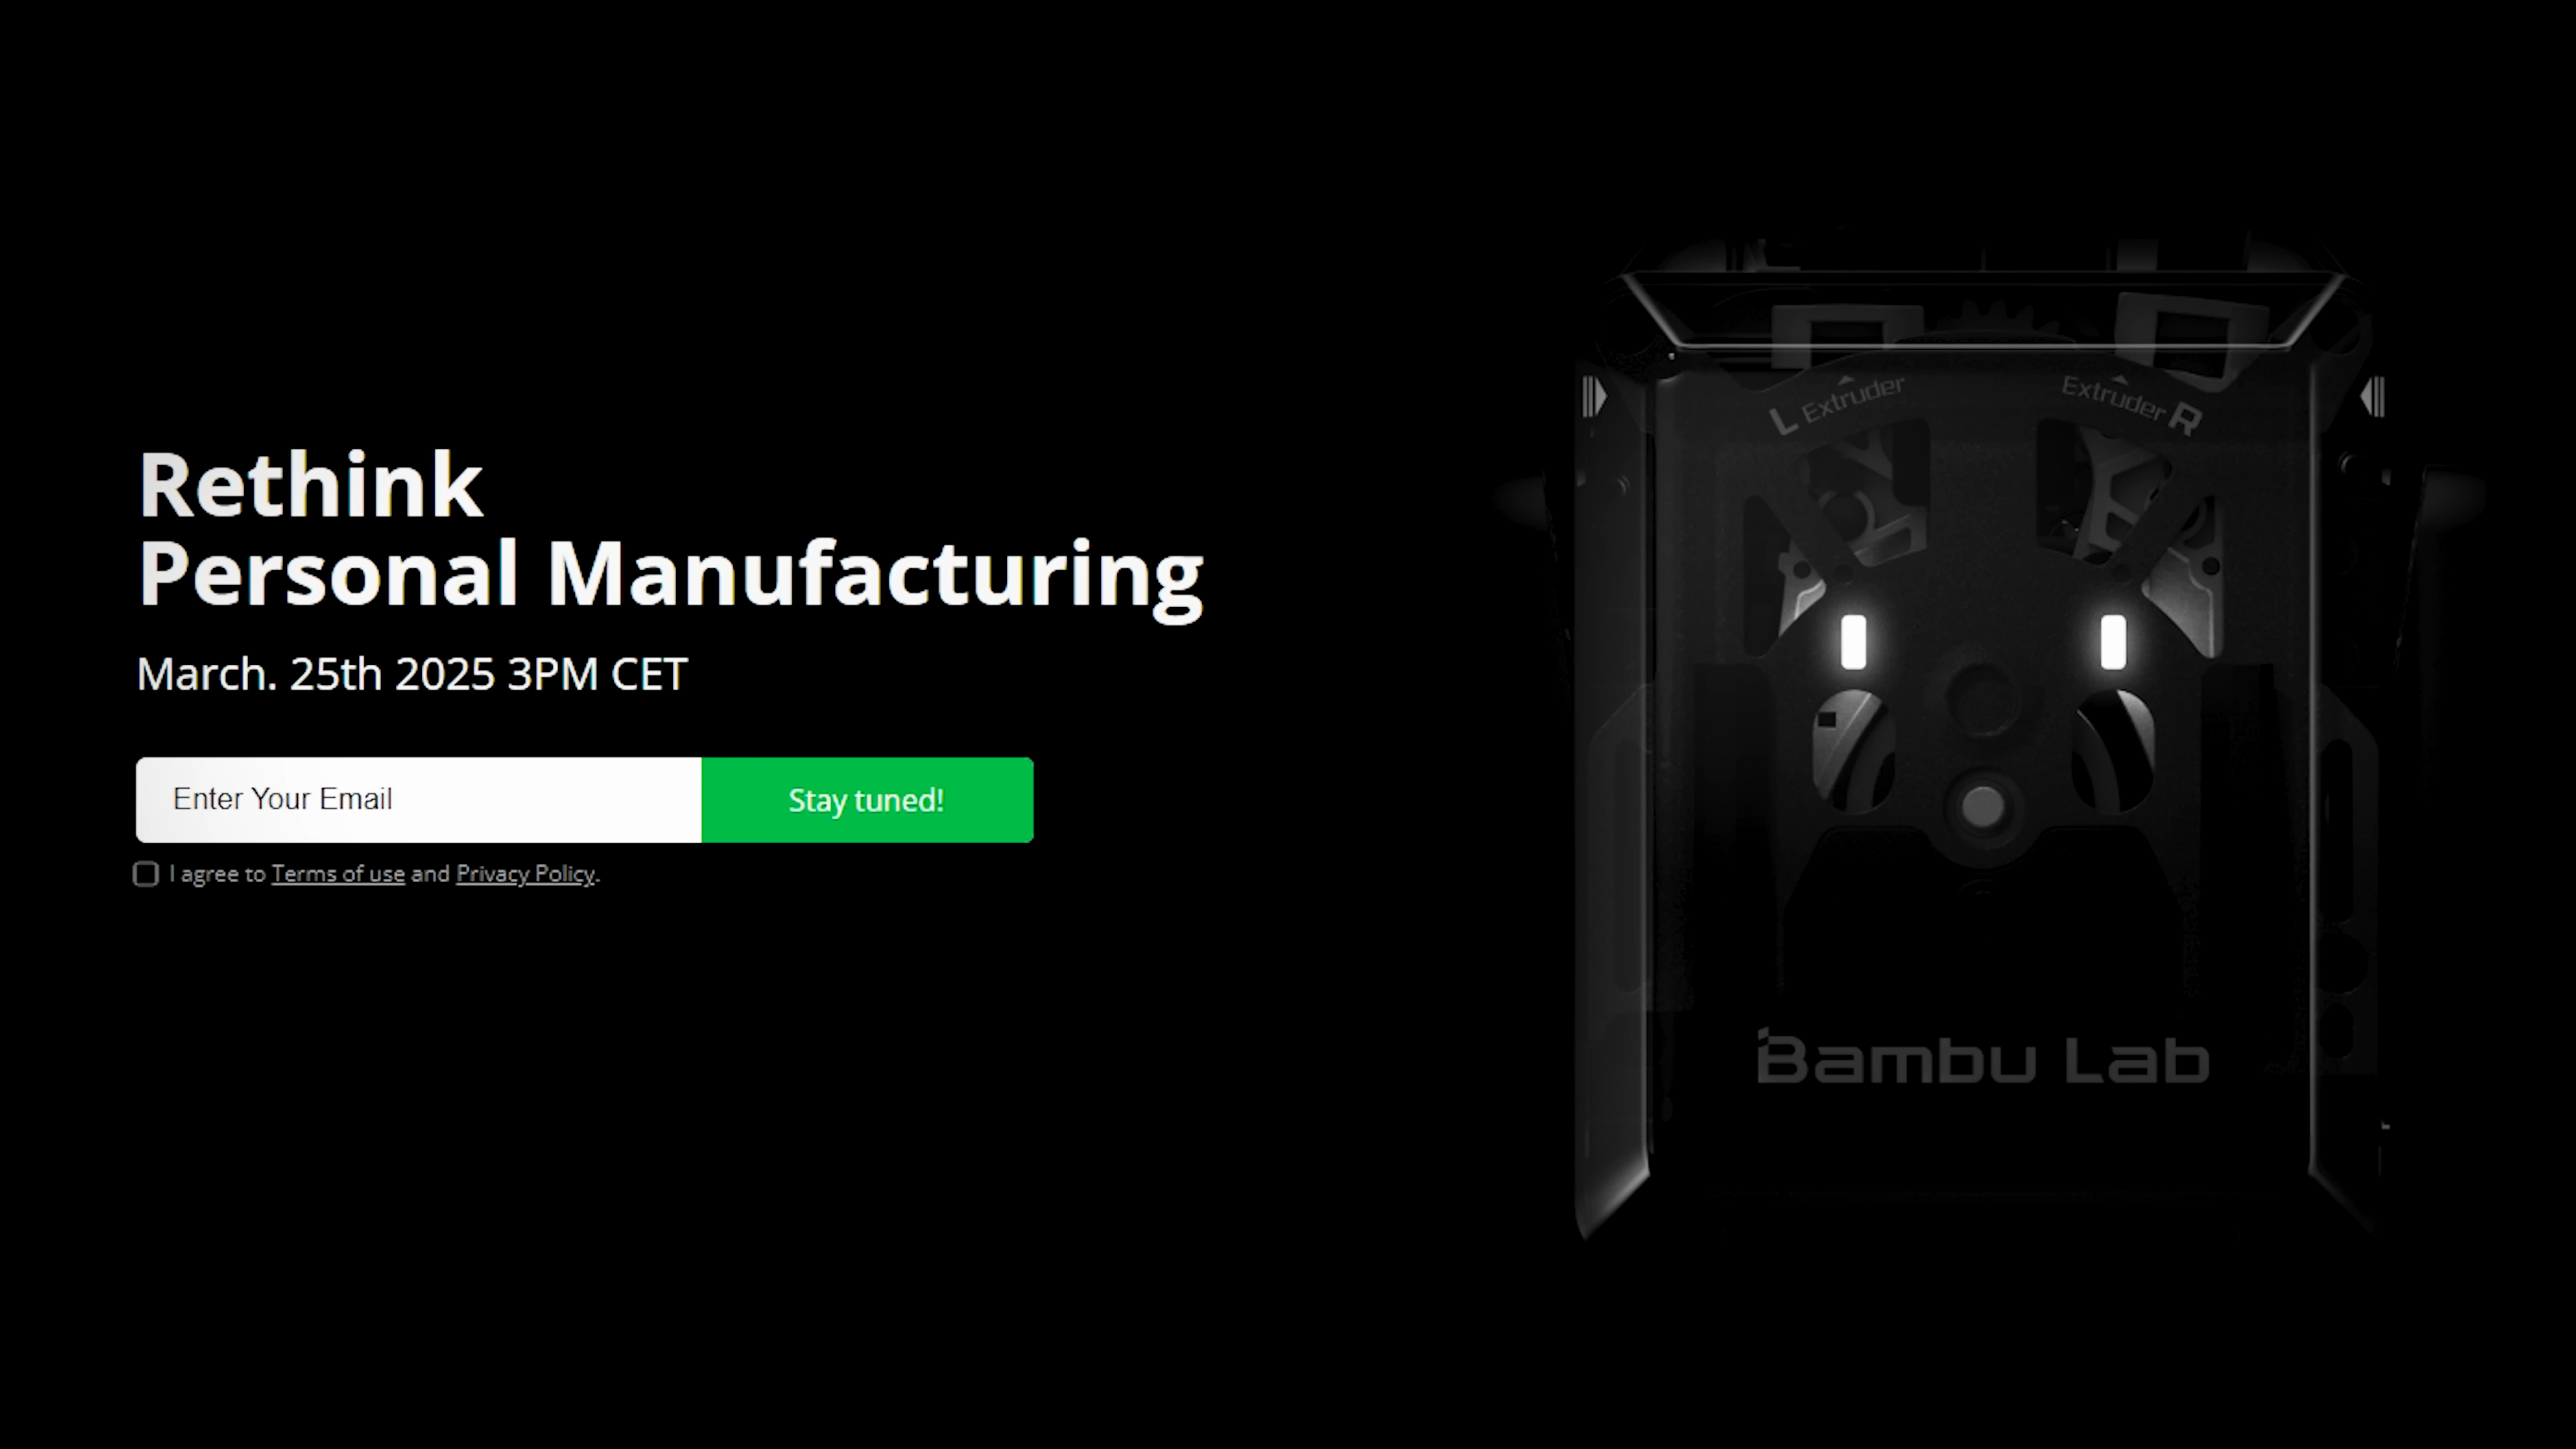 Rethink
Personal Manufacturing
March. 25th 2025 3PM CET
Enter Your Email
Stay tuned!
I agree to Terms of use and Privacy Policy.
L Extruder
Extruder R
Bambu Lab